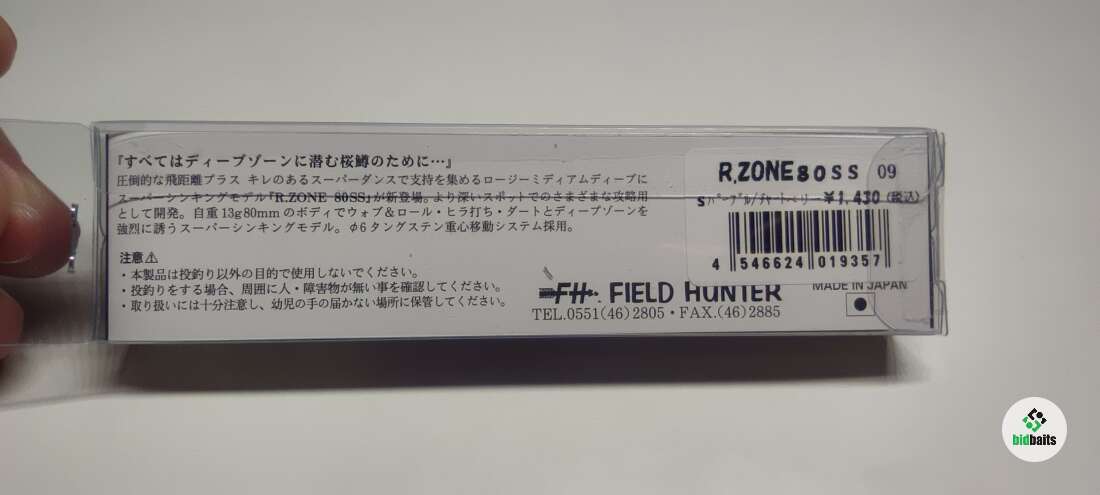 『すべてはディープゾーンに潜む桜鱒のために…』
圧倒的な飛距離プラス キレのあるスーパーダンスで支持を集めるロージーミディアムディープに
スーパーシンキングモデル『R.ZONE 80SS』が新登場。より深いスポットでのさまざまな攻略用
として開発。自重13g80mmのボディでウォブ&ロール・ヒラ打ち・ダートとディープゾーンを
強烈に誘うスーパーシンキングモデル。φ6タングステン重心移動システム採用。
注意⚠
・本製品は投釣り以外の目的で使用しないでください。
・投釣りをする場合、周囲に人・障害物が無い事を確認してください。
・取り扱いには十分注意し、幼児の手の届かない場所に保管してください。
R.ZONE80SS 09
Sパープル/チャートベリー ¥1,430(税込)
4 546624 019357
FH. FIELD HUNTER
MADE IN JAPAN
TEL.0551(46)2805・FAX.(46)2885
bidbaits